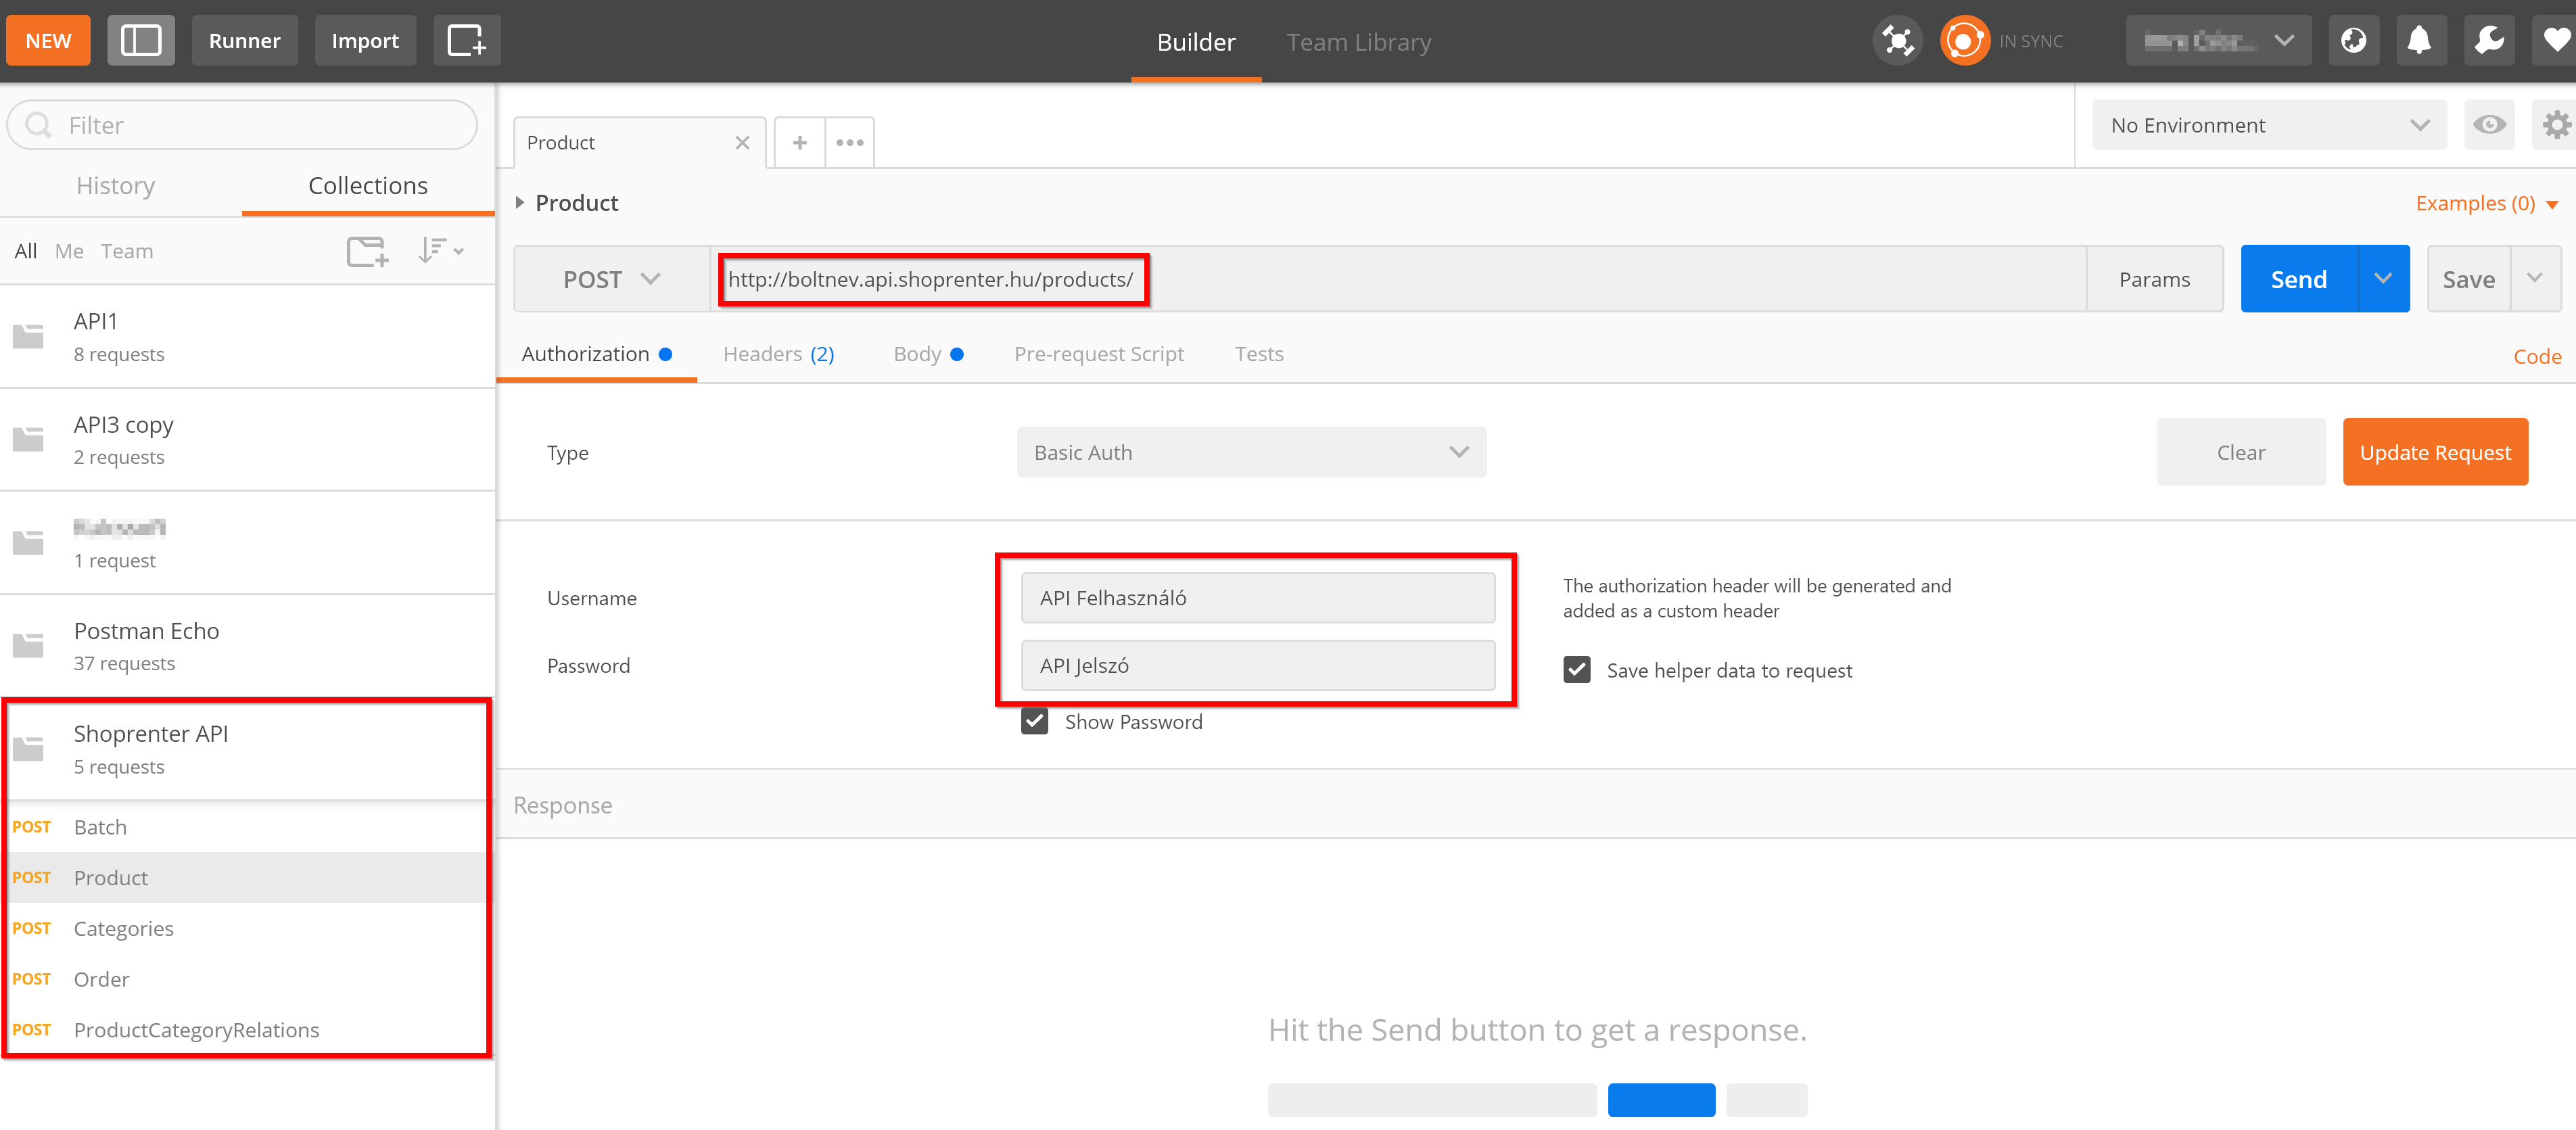 NEW
Runner
Import
Builder
Team Library
IN SYNC
Filter
History
Collections
All
Me
Team
API1
8 requests
API3 copy
2 requests
1 request
Postman Echo
37 requests
Shoprenter API
5 requests
POST Batch
POST Product
POST Categories
POST Order
POST ProductCategoryRelations
Product
No Environment
Product
Examples (0)
POST
http://boltnev.api.shoprenter.hu/products/
Params
Send
Save
Authorization
Headers (2)
Body
Pre-request Script
Tests
Code
Type
Basic Auth
Clear
Update Request
Username
API Felhasználó
Password
API Jelszó
Show Password
The authorization header will be generated and
added as a custom header
Save helper data to request
Response
Hit the Send button to get a response.